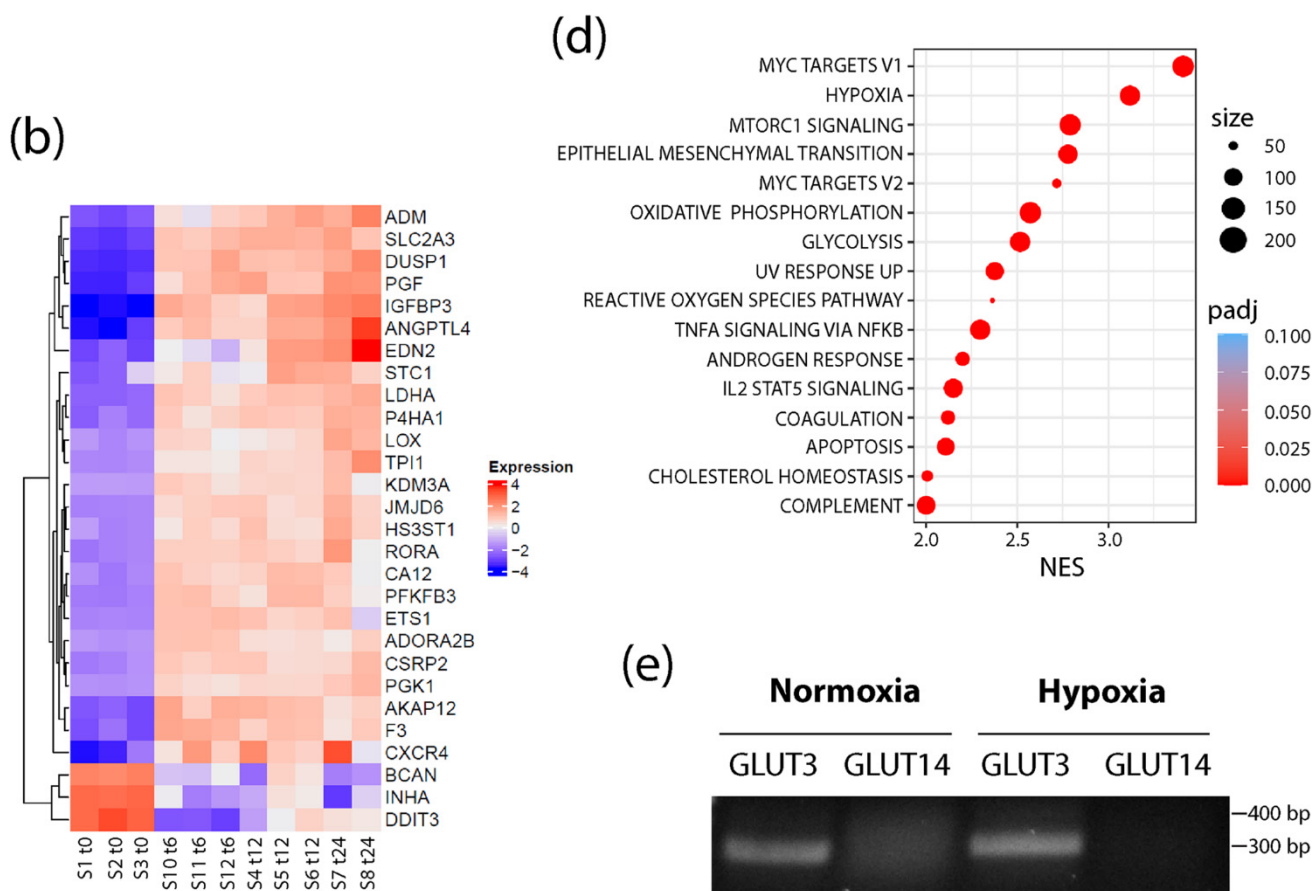 (b)
ADM
SLC2A3
DUSP1
PGF
IGFBP3
ANGPTL4
EDN2
STC1
LDHA
P4HA1
LOX
TPI1
KDM3A
JMJD6
HS3ST1
RORA
CA12
PFKFB3
ETS1
ADORA2B
CSRP2
PGK1
AKAP12
F3
CXCR4
BCAN
INHA
DDIT3
S1 t0
S2 t0
S3 t0
S10 t6
S11 t6
S12 t6
S4 t12
S5 t12
S6 t12
S7 t24
S8 t24
Expression
4
2
0
−2
−4
(d)
MYC TARGETS V1
HYPOXIA
MTORC1 SIGNALING
EPITHELIAL MESENCHYMAL TRANSITION
MYC TARGETS V2
OXIDATIVE PHOSPHORYLATION
GLYCOLYSIS
UV RESPONSE UP
REACTIVE OXYGEN SPECIES PATHWAY
TNFA SIGNALING VIA NFKB
ANDROGEN RESPONSE
IL2 STAT5 SIGNALING
COAGULATION
APOPTOSIS
CHOLESTEROL HOMEOSTASIS
COMPLEMENT
2.0 2.5 3.0
NES
size
50
100
150
200
padj
0.100
0.075
0.050
0.025
0.000
(e)
Normoxia Hypoxia
GLUT3 GLUT14 GLUT3 GLUT14
–400 bp
–300 bp